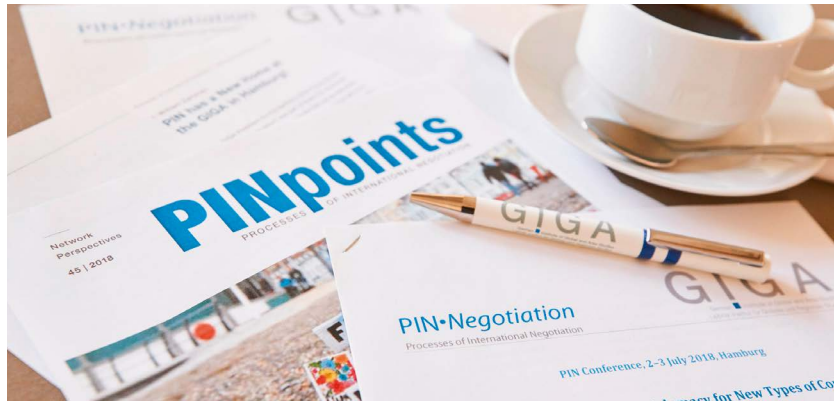 PIN•Negotiation
GIGA
PIN has a New Home at
the GIGA in Hamburg!
PINpoints
PROCESSES OF INTERNATIONAL NEGOTIATION
Network
Perspectives
45 | 2018
GIGA
GIGA
PIN•Negotiation
Processes of International Negotiation
PIN Conference, 2–3 July 2018, Hamburg
for New Types of